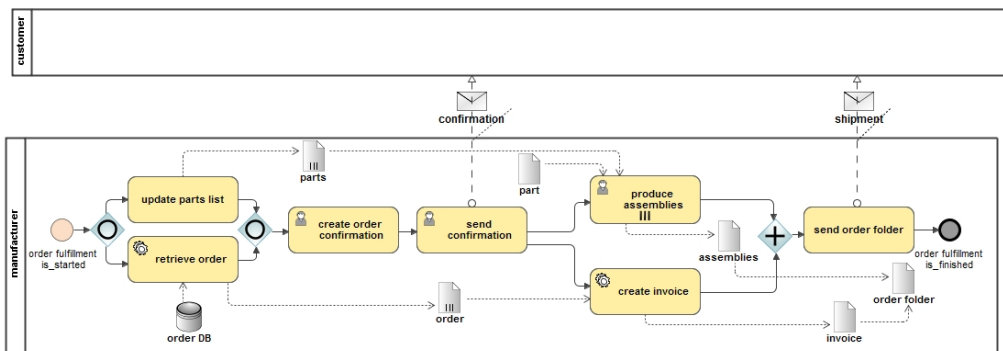 customer
confirmation
shipment
manufacturer
parts
part
update parts list
produce
assemblies
create order
confirmation
send
confirmation
send order folder
order fulfillment
is_started
retrieve order
assemblies
order fulfillment
is_finished
create invoice
order folder
order
order DB
invoice